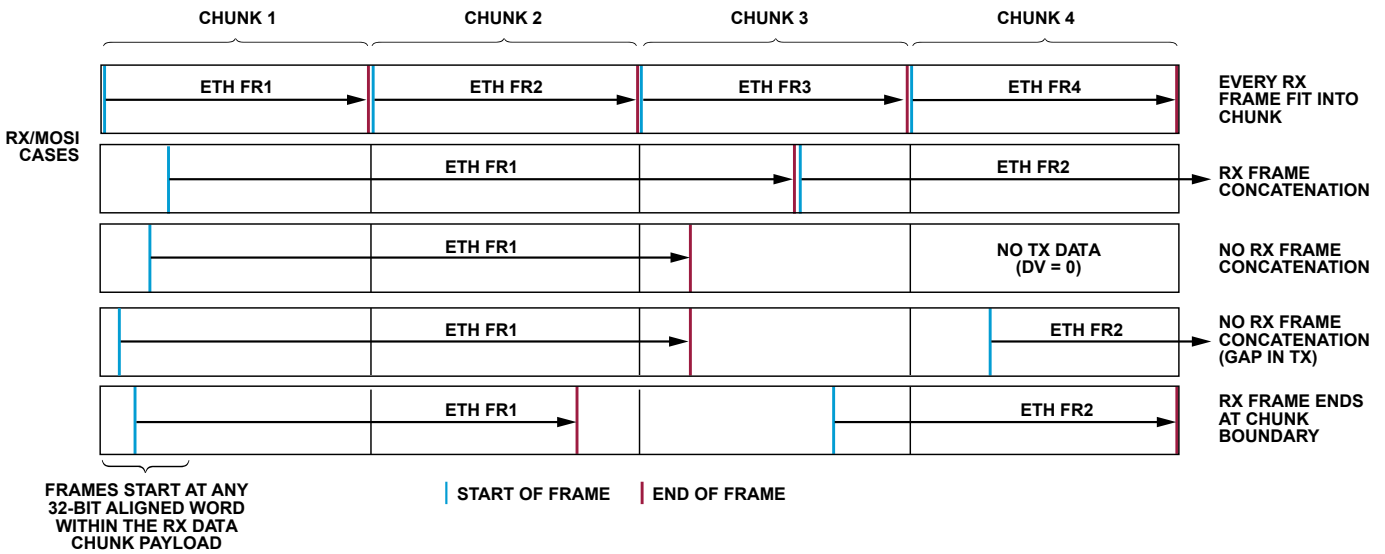 CHUNK 1
CHUNK 2
CHUNK 3
CHUNK 4
RX/MOSI
CASES
ETH FR1
ETH FR2
ETH FR3
ETH FR4
EVERY RX
FRAME FIT INTO
CHUNK
ETH FR1
ETH FR2
RX FRAME
CONCATENATION
ETH FR1
NO TX DATA
(DV = 0)
NO RX FRAME
CONCATENATION
ETH FR1
ETH FR2
NO RX FRAME
CONCATENATION
(GAP IN TX)
ETH FR1
ETH FR2
RX FRAME ENDS
AT CHUNK
BOUNDARY
FRAMES START AT ANY
32-BIT ALIGNED WORD
WITHIN THE RX DATA
CHUNK PAYLOAD
START OF FRAME
END OF FRAME